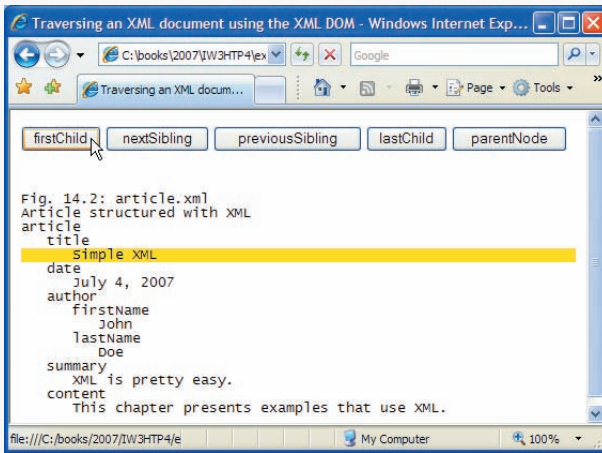 Traversing an XML document using the XML DOM - Windows Internet Exp...
C:\books\2007\IW3HTP4\ex
Google
Traversing an XML docum...
Page
Tools
»
firstChild nextSibling previousSibling lastChild parentNode
Fig. 14.2: article.xml
Article structured with XML
article
title
Simple XML
date
July 4, 2007
author
firstName
John
lastName
Doe
summary
XML is pretty easy.
content
This chapter presents examples that use XML.
file:///C:/books/2007/IW3HTP4/e My Computer 100%